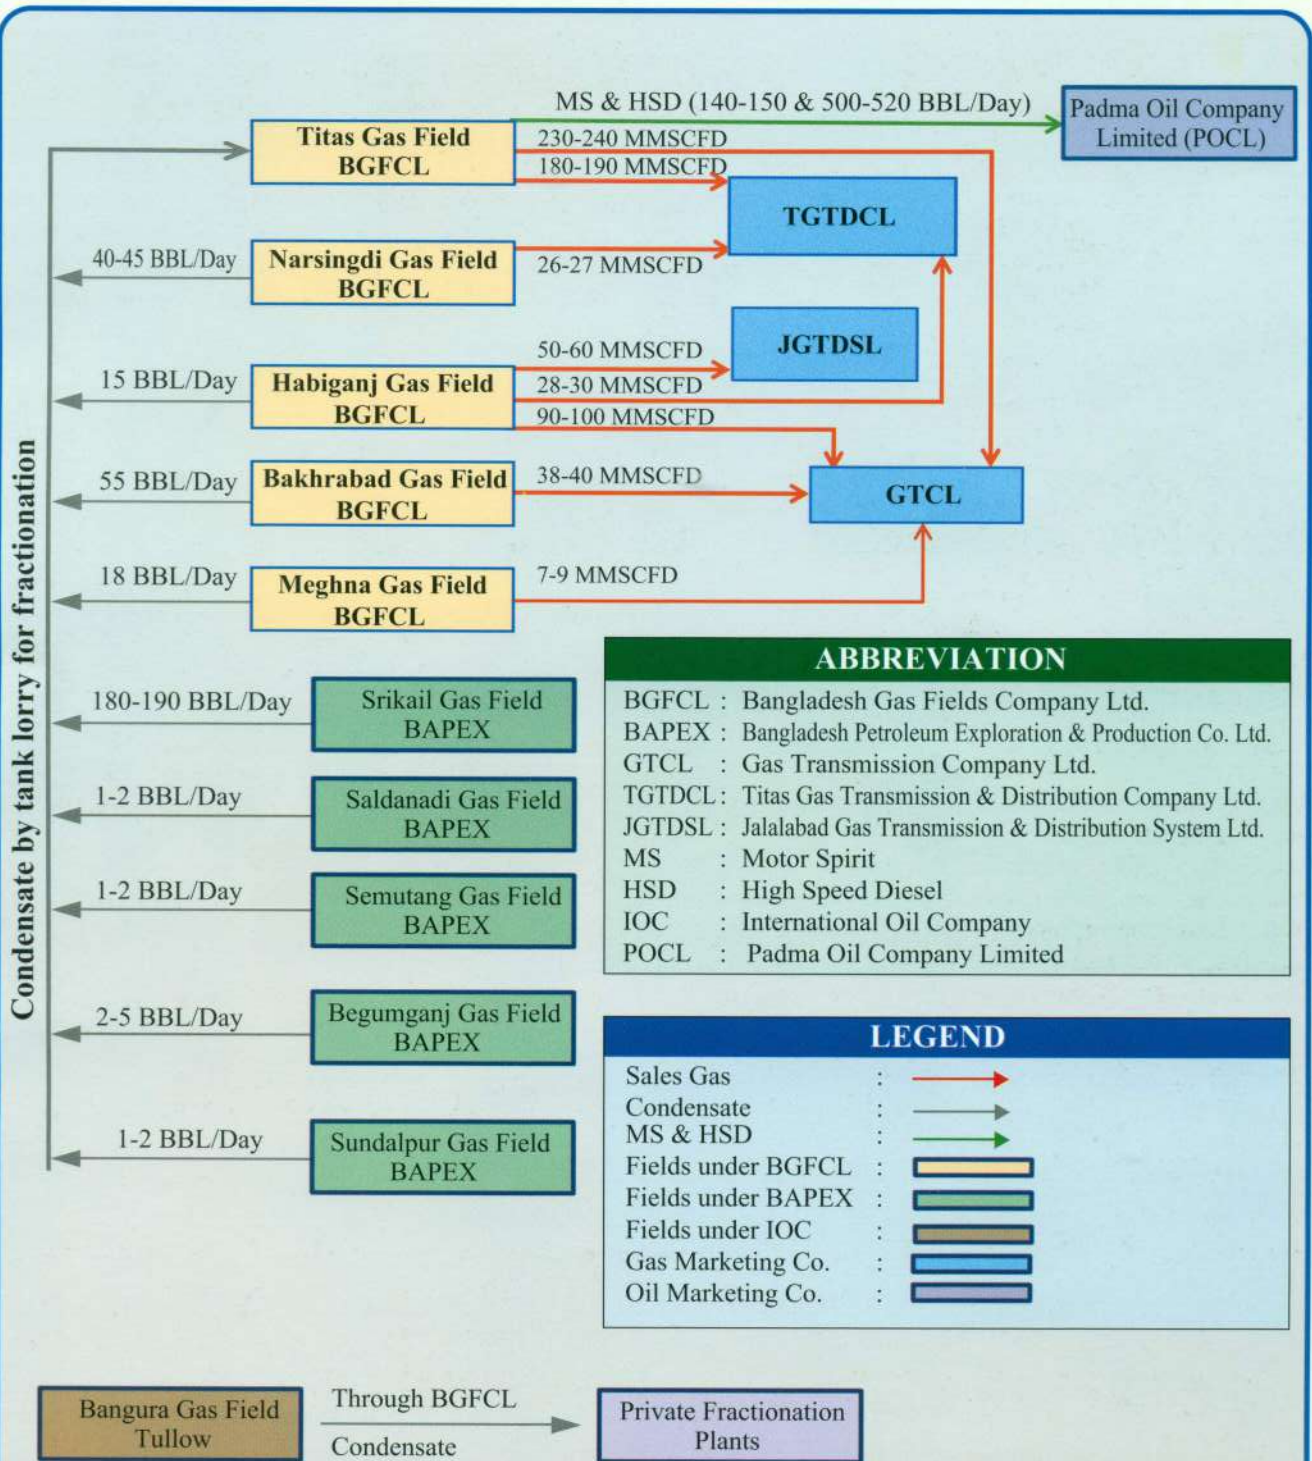 MS & HSD (140-150 & 500-520 BBL/Day)
Padma Oil Company
Limited (POCL)
Titas Gas Field
BGFCL
230-240 MMSCFD
180-190 MMSCFD
TGTDCL
40-45 BBL/Day
Narsingdi Gas Field
BGFCL
26-27 MMSCFD
JGTDSL
15 BBL/Day
Habiganj Gas Field
BGFCL
50-60 MMSCFD
28-30 MMSCFD
90-100 MMSCFD
55 BBL/Day
Bakhrabad Gas Field
BGFCL
38-40 MMSCFD
GTCL
18 BBL/Day
Meghna Gas Field
BGFCL
7-9 MMSCFD
Condensate by tank lorry for fractionation
180-190 BBL/Day
Srikail Gas Field
BAPEX
1-2 BBL/Day
Saldanadi Gas Field
BAPEX
1-2 BBL/Day
Semutang Gas Field
BAPEX
2-5 BBL/Day
Begumganj Gas Field
BAPEX
1-2 BBL/Day
Sundalpur Gas Field
BAPEX
ABBREVIATION
BGFCL : Bangladesh Gas Fields Company Ltd.
BAPEX : Bangladesh Petroleum Exploration & Production Co. Ltd.
GTCL : Gas Transmission Company Ltd.
TGTDCL : Titas Gas Transmission & Distribution Company Ltd.
JGTDSL : Jalalabad Gas Transmission & Distribution System Ltd.
MS : Motor Spirit
HSD : High Speed Diesel
IOC : International Oil Company
POCL : Padma Oil Company Limited
LEGEND
Sales Gas :
Condensate :
MS & HSD :
Fields under BGFCL :
Fields under BAPEX :
Fields under IOC :
Gas Marketing Co. :
Oil Marketing Co. :
Bangura Gas Field
Tullow
Through BGFCL
Condensate
Private Fractionation
Plants